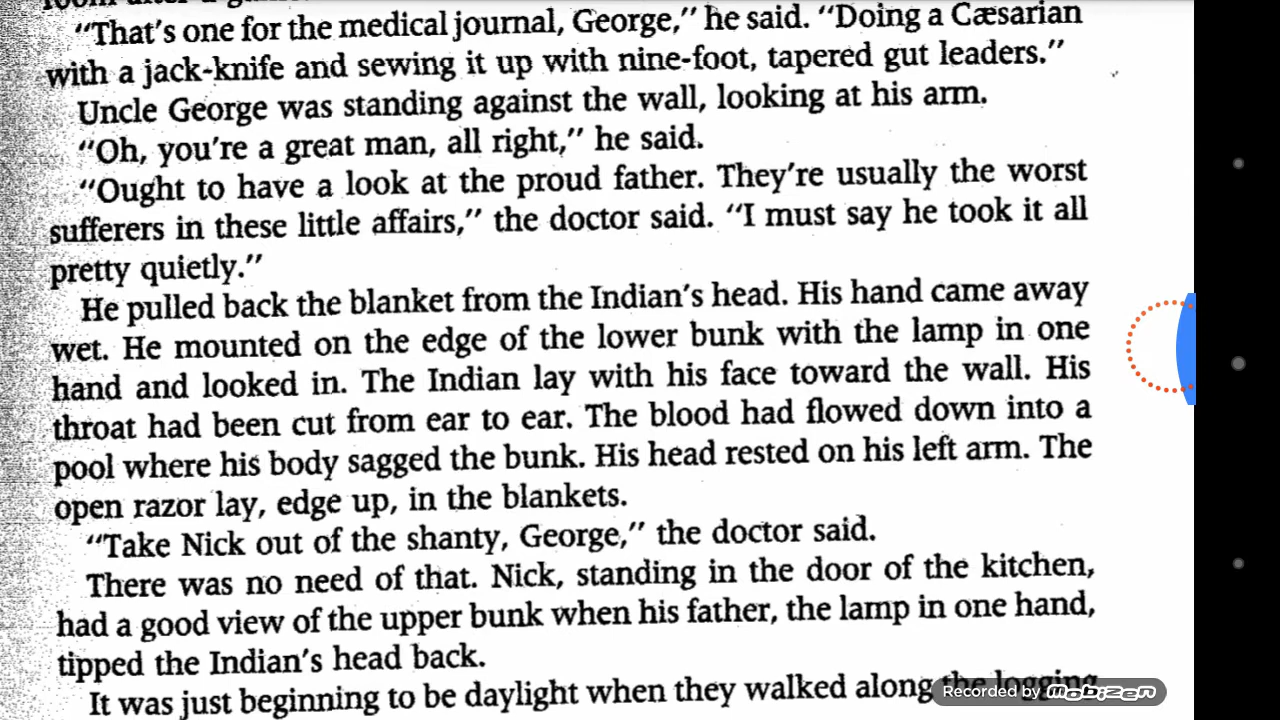 "That's one for the medical journal, George," he said. "Doing a Cæsarian
with a jack-knife and sewing it up with nine-foot, tapered gut leaders."
Uncle George was standing against the wall, looking at his arm.
"Oh, you're a great man, all right," he said.
"Ought to have a look at the proud father. They're usually the worst
sufferers in these little affairs," the doctor said. "I must say he took it all
pretty quietly."
He pulled back the blanket from the Indian's head. His hand came away
wet. He mounted on the edge of the lower bunk with the lamp in one
hand and looked in. The Indian lay with his face toward the wall. His
throat had been cut from ear to ear. The blood had flowed down into a
pool where his body sagged the bunk. His head rested on his left arm. The
open razor lay, edge up, in the blankets.
"Take Nick out of the shanty, George," the doctor said.
There was no need of that. Nick, standing in the door of the kitchen,
had a good view of the upper bunk when his father, the lamp in one hand,
tipped the Indian's head back.
It was just beginning to be daylight when they walked along the logging
Recorded by mobizen